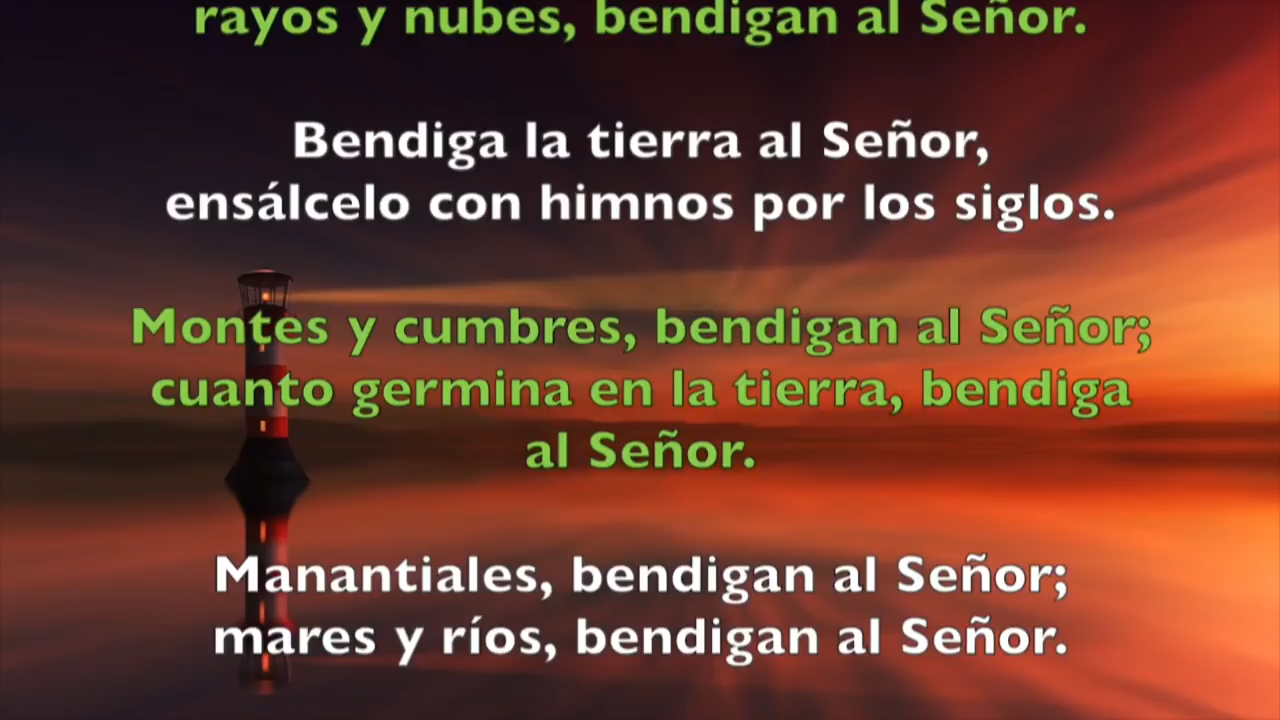 rayos y nubes, bendigan al Señor.
Bendiga la tierra al Señor,
ensálcelo con himnos por los siglos.
Montes y cumbres, bendigan al Señor;
cuanto germina en la tierra, bendiga
al Señor.
Manantiales, bendigan al Señor;
mares y ríos, bendigan al Señor.